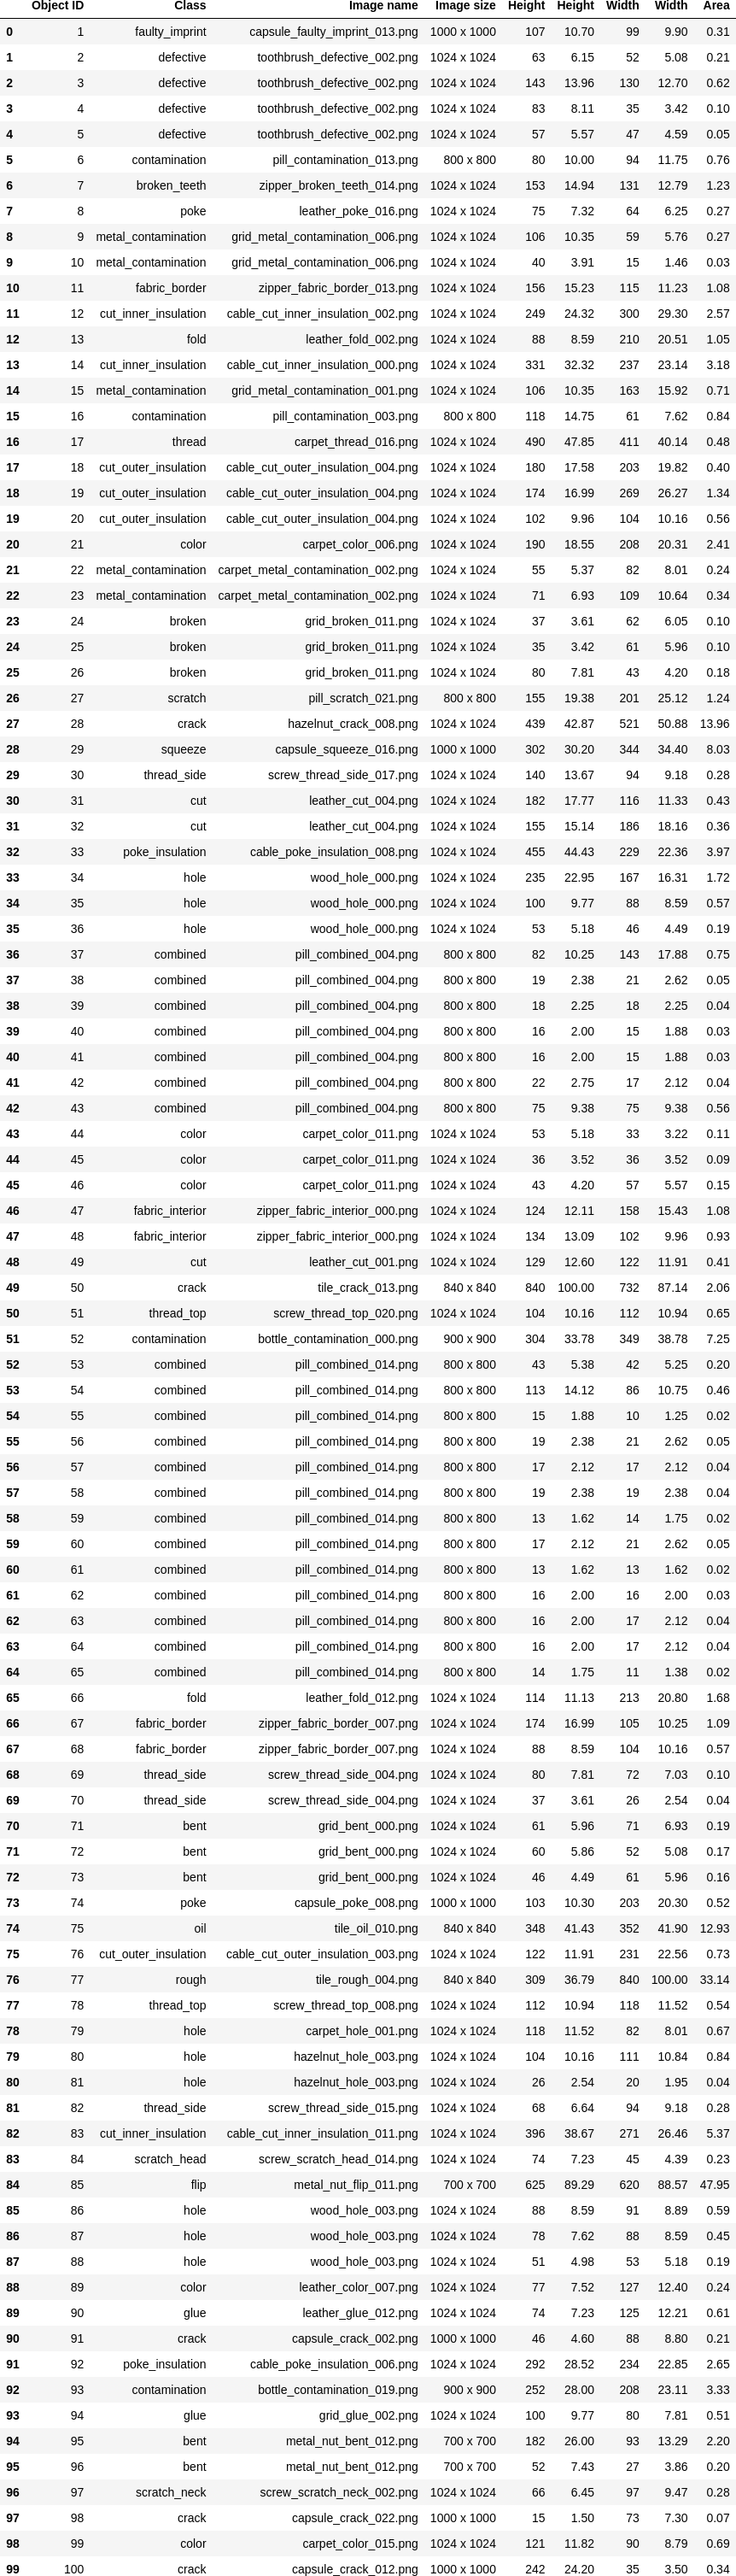 Object ID Class Image name Image size Height Height Width Width Area
0 1 faulty_imprint capsule_faulty_imprint_013.png 1000 x 1000 107 10.70 99 9.90 0.31
1 2 defective toothbrush_defective_002.png 1024 x 1024 63 6.15 52 5.08 0.21
2 3 defective toothbrush_defective_002.png 1024 x 1024 143 13.96 130 12.70 0.62
3 4 defective toothbrush_defective_002.png 1024 x 1024 83 8.11 35 3.42 0.10
4 5 defective toothbrush_defective_002.png 1024 x 1024 57 5.57 47 4.59 0.05
5 6 contamination pill_contamination_013.png 800 x 800 80 10.00 94 11.75 0.76
6 7 broken_teeth zipper_broken_teeth_014.png 1024 x 1024 153 14.94 131 12.79 1.23
7 8 poke leather_poke_016.png 1024 x 1024 75 7.32 64 6.25 0.27
8 9 metal_contamination grid_metal_contamination_006.png 1024 x 1024 106 10.35 59 5.76 0.27
9 10 metal_contamination grid_metal_contamination_006.png 1024 x 1024 40 3.91 15 1.46 0.03
10 11 fabric_border zipper_fabric_border_013.png 1024 x 1024 156 15.23 115 11.23 1.08
11 12 cut_inner_insulation cable_cut_inner_insulation_002.png 1024 x 1024 249 24.32 300 29.30 2.57
12 13 fold leather_fold_002.png 1024 x 1024 88 8.59 210 20.51 1.05
13 14 cut_inner_insulation cable_cut_inner_insulation_000.png 1024 x 1024 331 32.32 237 23.14 3.18
14 15 metal_contamination grid_metal_contamination_001.png 1024 x 1024 106 10.35 163 15.92 0.71
15 16 contamination pill_contamination_003.png 800 x 800 118 14.75 61 7.62 0.84
16 17 thread carpet_thread_016.png 1024 x 1024 490 47.85 411 40.14 0.48
17 18 cut_outer_insulation cable_cut_outer_insulation_004.png 1024 x 1024 180 17.58 203 19.82 0.40
18 19 cut_outer_insulation cable_cut_outer_insulation_004.png 1024 x 1024 174 16.99 269 26.27 1.34
19 20 cut_outer_insulation cable_cut_outer_insulation_004.png 1024 x 1024 102 9.96 104 10.16 0.56
20 21 color carpet_color_006.png 1024 x 1024 190 18.55 208 20.31 2.41
21 22 metal_contamination carpet_metal_contamination_002.png 1024 x 1024 55 5.37 82 8.01 0.24
22 23 metal_contamination carpet_metal_contamination_002.png 1024 x 1024 71 6.93 109 10.64 0.34
23 24 broken grid_broken_011.png 1024 x 1024 37 3.61 62 6.05 0.10
24 25 broken grid_broken_011.png 1024 x 1024 35 3.42 61 5.96 0.10
25 26 broken grid_broken_011.png 1024 x 1024 80 7.81 43 4.20 0.18
26 27 scratch pill_scratch_021.png 800 x 800 155 19.38 201 25.12 1.24
27 28 crack hazelnut_crack_008.png 1024 x 1024 439 42.87 521 50.88 13.96
28 29 squeeze capsule_squeeze_016.png 1000 x 1000 302 30.20 344 34.40 8.03
29 30 thread_side screw_thread_side_017.png 1024 x 1024 140 13.67 94 9.18 0.28
30 31 cut leather_cut_004.png 1024 x 1024 182 17.77 116 11.33 0.43
31 32 cut leather_cut_004.png 1024 x 1024 155 15.14 186 18.16 0.36
32 33 poke_insulation cable_poke_insulation_008.png 1024 x 1024 455 44.43 229 22.36 3.97
33 34 hole wood_hole_000.png 1024 x 1024 235 22.95 167 16.31 1.72
34 35 hole wood_hole_000.png 1024 x 1024 100 9.77 88 8.59 0.57
35 36 hole wood_hole_000.png 1024 x 1024 53 5.18 46 4.49 0.19
36 37 combined pill_combined_004.png 800 x 800 82 10.25 143 17.88 0.75
37 38 combined pill_combined_004.png 800 x 800 19 2.38 21 2.62 0.05
38 39 combined pill_combined_004.png 800 x 800 18 2.25 18 2.25 0.04
39 40 combined pill_combined_004.png 800 x 800 16 2.00 15 1.88 0.03
40 41 combined pill_combined_004.png 800 x 800 16 2.00 15 1.88 0.03
41 42 combined pill_combined_004.png 800 x 800 22 2.75 17 2.12 0.04
42 43 combined pill_combined_004.png 800 x 800 75 9.38 75 9.38 0.56
43 44 color carpet_color_011.png 1024 x 1024 53 5.18 33 3.22 0.11
44 45 color carpet_color_011.png 1024 x 1024 36 3.52 36 3.52 0.09
45 46 color carpet_color_011.png 1024 x 1024 43 4.20 57 5.57 0.15
46 47 fabric_interior zipper_fabric_interior_000.png 1024 x 1024 124 12.11 158 15.43 1.08
47 48 fabric_interior zipper_fabric_interior_000.png 1024 x 1024 134 13.09 102 9.96 0.93
48 49 cut leather_cut_001.png 1024 x 1024 129 12.60 122 11.91 0.41
49 50 crack tile_crack_013.png 840 x 840 840 100.00 732 87.14 2.06
50 51 thread_top screw_thread_top_020.png 1024 x 1024 104 10.16 112 10.94 0.65
51 52 contamination bottle_contamination_000.png 900 x 900 304 33.78 349 38.78 7.25
52 53 combined pill_combined_014.png 800 x 800 43 5.38 42 5.25 0.20
53 54 combined pill_combined_014.png 800 x 800 113 14.12 86 10.75 0.46
54 55 combined pill_combined_014.png 800 x 800 15 1.88 10 1.25 0.02
55 56 combined pill_combined_014.png 800 x 800 19 2.38 21 2.62 0.05
56 57 combined pill_combined_014.png 800 x 800 17 2.12 17 2.12 0.04
57 58 combined pill_combined_014.png 800 x 800 19 2.38 19 2.38 0.04
58 59 combined pill_combined_014.png 800 x 800 13 1.62 14 1.75 0.02
59 60 combined pill_combined_014.png 800 x 800 17 2.12 21 2.62 0.05
60 61 combined pill_combined_014.png 800 x 800 13 1.62 13 1.62 0.02
61 62 combined pill_combined_014.png 800 x 800 16 2.00 16 2.00 0.03
62 63 combined pill_combined_014.png 800 x 800 16 2.00 17 2.12 0.04
63 64 combined pill_combined_014.png 800 x 800 16 2.00 17 2.12 0.04
64 65 combined pill_combined_014.png 800 x 800 14 1.75 11 1.38 0.02
65 66 fold leather_fold_012.png 1024 x 1024 114 11.13 213 20.80 1.68
66 67 fabric_border zipper_fabric_border_007.png 1024 x 1024 174 16.99 105 10.25 1.09
67 68 fabric_border zipper_fabric_border_007.png 1024 x 1024 88 8.59 104 10.16 0.57
68 69 thread_side screw_thread_side_004.png 1024 x 1024 80 7.81 72 7.03 0.10
69 70 thread_side screw_thread_side_004.png 1024 x 1024 37 3.61 26 2.54 0.04
70 71 bent grid_bent_000.png 1024 x 1024 61 5.96 71 6.93 0.19
71 72 bent grid_bent_000.png 1024 x 1024 60 5.86 52 5.08 0.17
72 73 bent grid_bent_000.png 1024 x 1024 46 4.49 61 5.96 0.16
73 74 poke capsule_poke_008.png 1000 x 1000 103 10.30 203 20.30 0.52
74 75 oil tile_oil_010.png 840 x 840 348 41.43 352 41.90 12.93
75 76 cut_outer_insulation cable_cut_outer_insulation_003.png 1024 x 1024 122 11.91 231 22.56 0.73
76 77 rough tile_rough_004.png 840 x 840 309 36.79 840 100.00 33.14
77 78 thread_top screw_thread_top_008.png 1024 x 1024 112 10.94 118 11.52 0.54
78 79 hole carpet_hole_001.png 1024 x 1024 118 11.52 82 8.01 0.67
79 80 hole hazelnut_hole_003.png 1024 x 1024 104 10.16 111 10.84 0.84
80 81 hole hazelnut_hole_003.png 1024 x 1024 26 2.54 20 1.95 0.04
81 82 thread_side screw_thread_side_015.png 1024 x 1024 68 6.64 94 9.18 0.28
82 83 cut_inner_insulation cable_cut_inner_insulation_011.png 1024 x 1024 396 38.67 271 26.46 5.37
83 84 scratch_head screw_scratch_head_014.png 1024 x 1024 74 7.23 45 4.39 0.23
84 85 flip metal_nut_flip_011.png 700 x 700 625 89.29 620 88.57 47.95
85 86 hole wood_hole_003.png 1024 x 1024 88 8.59 91 8.89 0.59
86 87 hole wood_hole_003.png 1024 x 1024 78 7.62 88 8.59 0.45
87 88 hole wood_hole_003.png 1024 x 1024 51 4.98 53 5.18 0.19
88 89 color leather_color_007.png 1024 x 1024 77 7.52 127 12.40 0.24
89 90 glue leather_glue_012.png 1024 x 1024 74 7.23 125 12.21 0.61
90 91 crack capsule_crack_002.png 1000 x 1000 46 4.60 88 8.80 0.21
91 92 poke_insulation cable_poke_insulation_006.png 1024 x 1024 292 28.52 234 22.85 2.65
92 93 contamination bottle_contamination_019.png 900 x 900 252 28.00 208 23.11 3.33
93 94 glue grid_glue_002.png 1024 x 1024 100 9.77 80 7.81 0.51
94 95 bent metal_nut_bent_012.png 700 x 700 182 26.00 93 13.29 2.20
95 96 bent metal_nut_bent_012.png 700 x 700 52 7.43 27 3.86 0.20
96 97 scratch_neck screw_scratch_neck_002.png 1024 x 1024 66 6.45 97 9.47 0.28
97 98 crack capsule_crack_022.png 1000 x 1000 15 1.50 73 7.30 0.07
98 99 color carpet_color_015.png 1024 x 1024 121 11.82 90 8.79 0.69
99 100 crack capsule_crack_012.png 1000 x 1000 242 24.20 35 3.50 0.34